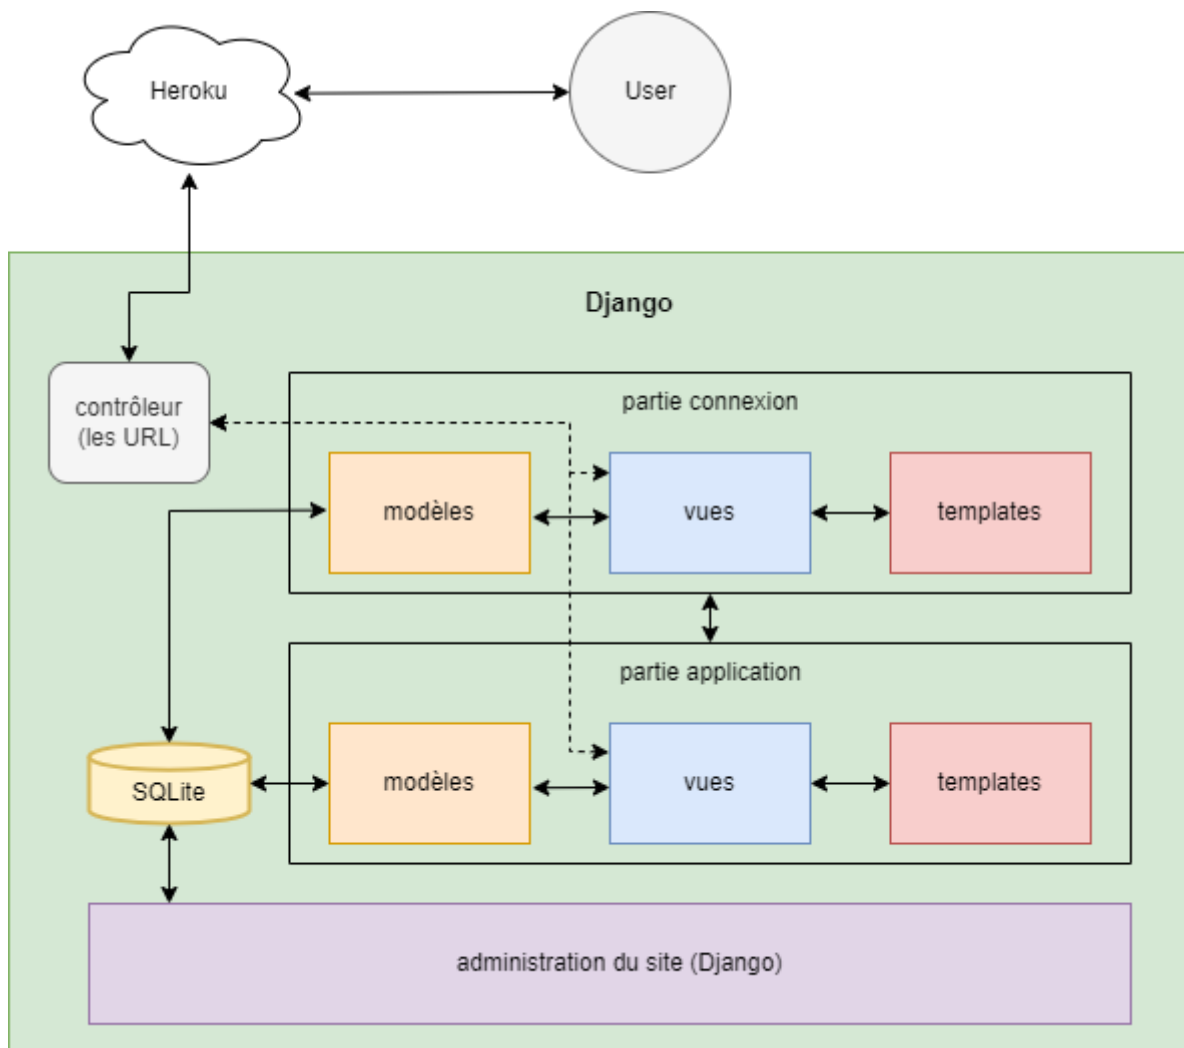 Heroku
User
Django
contrôleur
(les URL)
partie connexion
modèles
vues
templates
partie application
SQLite
modèles
vues
templates
administration du site (Django)